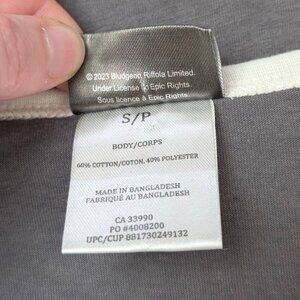 ©2023 Bludgeon Riffola Limited.
Under License to Epic Rights.
Sous licence à Epic Rights.
S/P
BODY/CORPS
60% COTTON/COTON, 40% POLYESTER
MADE IN BANGLADESH
FABRIQUÉ AU BANGLADESH
CA 33990
PO #4008200
UPC/CUP 881730249132